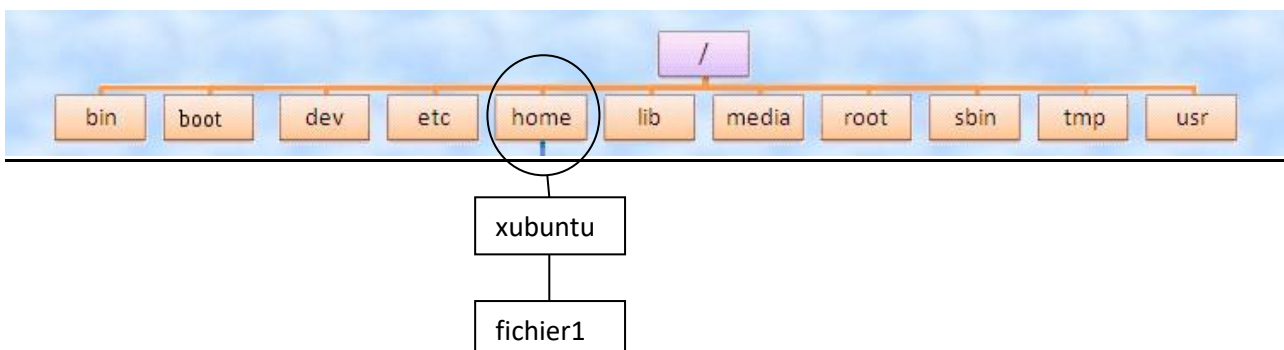 /
bin boot dev etc home lib media root sbin tmp usr
xubuntu
fichier1